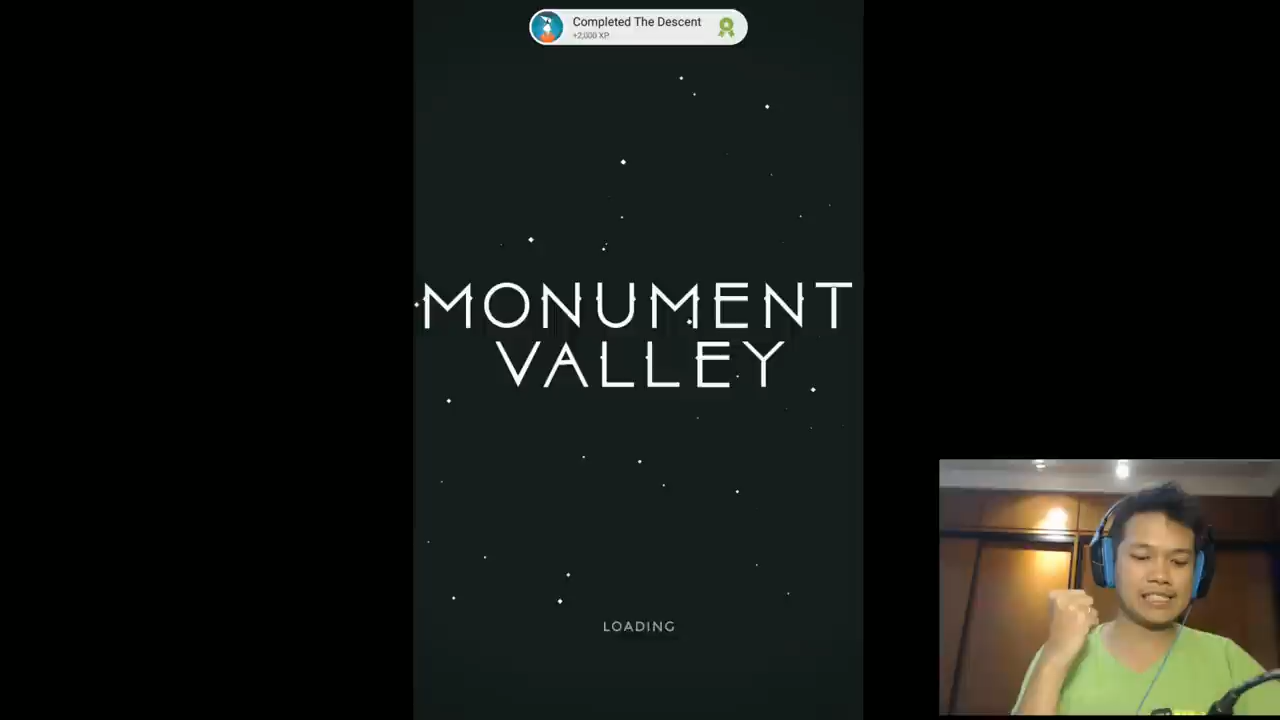 Completed The Descent
+2,000 XP
MONUMENT
VALLEY
LOADING